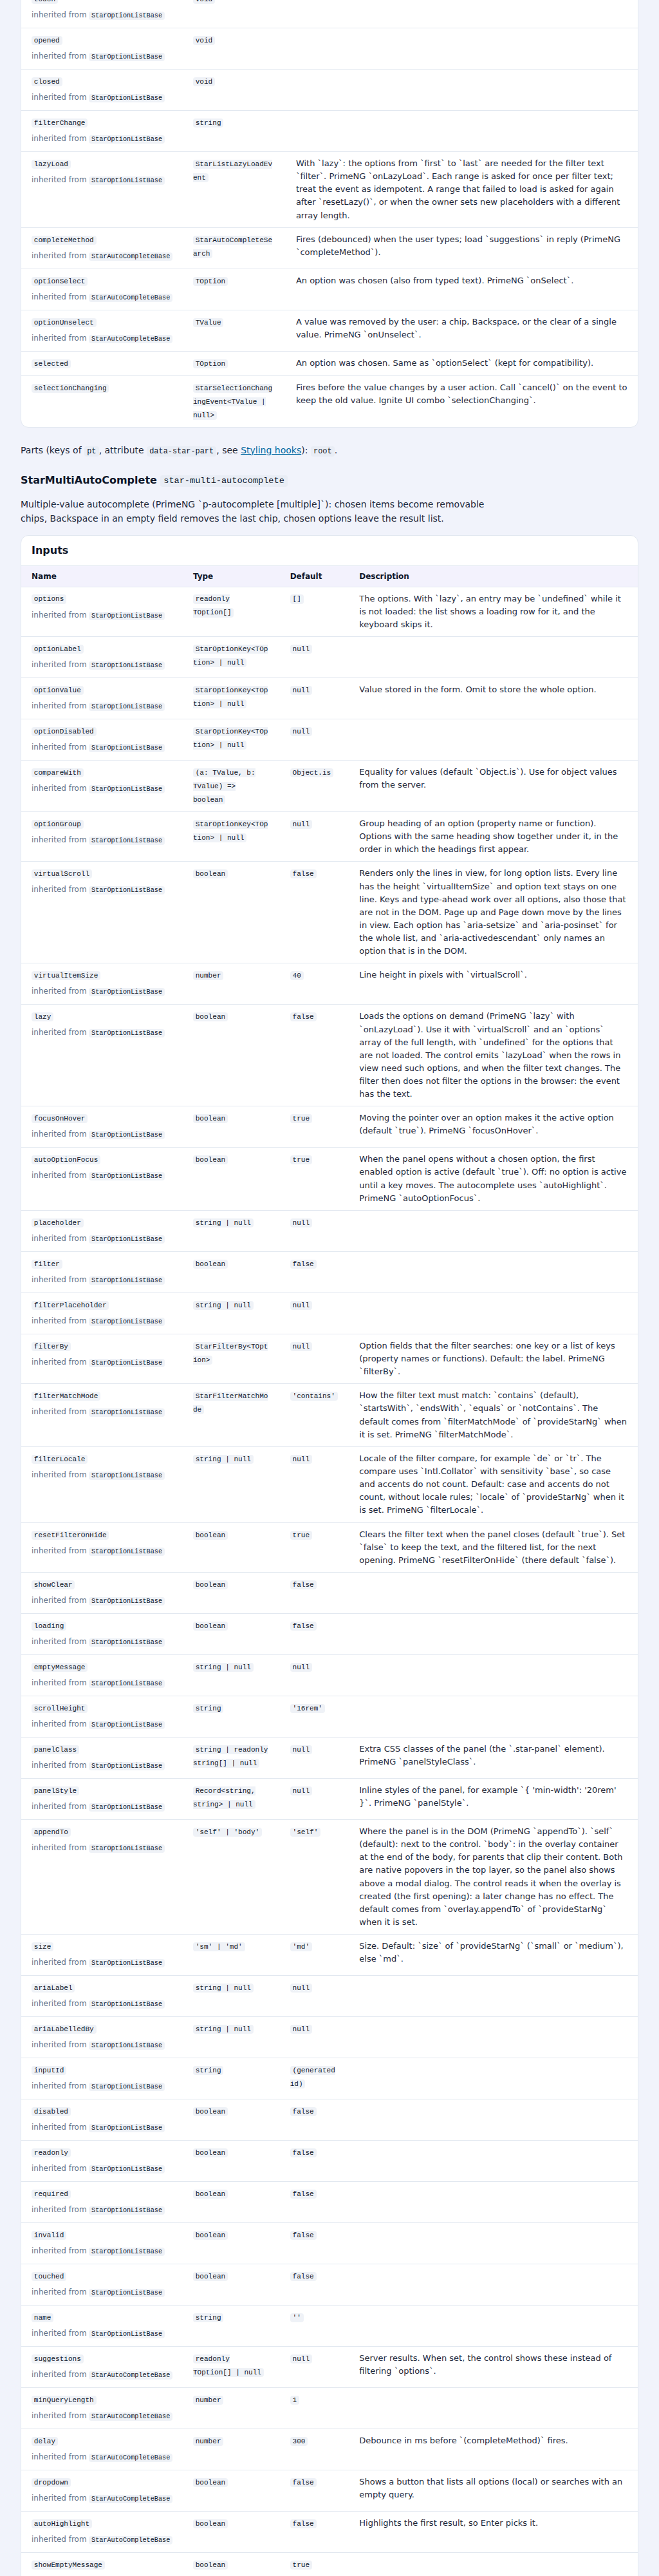 inherited from StarOptionListBase
opened void
inherited from StarOptionListBase
closed void
inherited from StarOptionListBase
filterChange string
inherited from StarOptionListBase
lazyLoad StarListLazyLoadEv With `lazy`: the options from `first` to `last` are needed for the filter text
inherited from StarOptionListBase ent `filter`. PrimeNG `onLazyLoad`. Each range is asked for once per filter text;
treat the event as idempotent. A range that failed to load is asked for again
after `resetLazy()`, or when the owner sets new placeholders with a different
array length.
completeMethod StarAutoCompleteSe Fires (debounced) when the user types; load `suggestions` in reply (PrimeNG
inherited from StarAutoCompleteBase arch `completeMethod`).
optionSelect TOption An option was chosen (also from typed text). PrimeNG `onSelect`.
inherited from StarAutoCompleteBase
optionUnselect TValue A value was removed by the user: a chip, Backspace, or the clear of a single
inherited from StarAutoCompleteBase value. PrimeNG `onUnselect`.
selected TOption An option was chosen. Same as `optionSelect` (kept for compatibility).
selectionChanging StarSelectionChang Fires before the value changes by a user action. Call `cancel()` on the event to
ingEvent<TValue | keep the old value. Ignite UI combo `selectionChanging`.
null>
Parts (keys of pt, attribute data-star-part, see Styling hooks): root.
StarMultiAutoComplete star-multi-autocomplete
Multiple-value autocomplete (PrimeNG `p-autocomplete [multiple]`): chosen items become removable
chips, Backspace in an empty field removes the last chip, chosen options leave the result list.
Inputs
Name Type Default Description
options readonly [] The options. With `lazy`, an entry may be `undefined` while it
inherited from StarOptionListBase TOption[] is not loaded: the list shows a loading row for it, and the
keyboard skips it.
optionLabel StarOptionKey<TOp null
inherited from StarOptionListBase tion> | null
optionValue StarOptionKey<TOp null Value stored in the form. Omit to store the whole option.
inherited from StarOptionListBase tion> | null
optionDisabled StarOptionKey<TOp null
inherited from StarOptionListBase tion> | null
compareWith (a: TValue, b: Object.is Equality for values (default `Object.is`). Use for object values
inherited from StarOptionListBase TValue) => from the server.
boolean
optionGroup StarOptionKey<TOp null Group heading of an option (property name or function).
inherited from StarOptionListBase tion> | null Options with the same heading show together under it, in the
order in which the headings first appear.
virtualScroll boolean false Renders only the lines in view, for long option lists. Every line
inherited from StarOptionListBase has the height `virtualItemSize` and option text stays on one
line. Keys and type-ahead work over all options, also those that
are not in the DOM. Page up and Page down move by the lines
in view. Each option has `aria-setsize` and `aria-posinset` for
the whole list, and `aria-activedescendant` only names an
option that is in the DOM.
virtualItemSize number 40 Line height in pixels with `virtualScroll`.
inherited from StarOptionListBase
lazy boolean false Loads the options on demand (PrimeNG `lazy` with
inherited from StarOptionListBase `onLazyLoad`). Use it with `virtualScroll` and an `options`
array of the full length, with `undefined` for the options that
are not loaded. The control emits `lazyLoad` when the rows in
view need such options, and when the filter text changes. The
filter then does not filter the options in the browser: the event
has the text.
focusOnHover boolean true Moving the pointer over an option makes it the active option
inherited from StarOptionListBase (default `true`). PrimeNG `focusOnHover`.
autoOptionFocus boolean true When the panel opens without a chosen option, the first
inherited from StarOptionListBase enabled option is active (default `true`). Off: no option is active
until a key moves. The autocomplete uses `autoHighlight`.
PrimeNG `autoOptionFocus`.
placeholder string | null null
inherited from StarOptionListBase
filter boolean false
inherited from StarOptionListBase
filterPlaceholder string | null null
inherited from StarOptionListBase
filterBy StarFilterBy<TOpt null Option fields that the filter searches: one key or a list of keys
inherited from StarOptionListBase ion> (property names or functions). Default: the label. PrimeNG
`filterBy`.
filterMatchMode StarFilterMatchMo 'contains' How the filter text must match: `contains` (default),
inherited from StarOptionListBase de `startsWith`, `endsWith`, `equals` or `notContains`. The
default comes from `filterMatchMode` of `provideStarNg` when
it is set. PrimeNG `filterMatchMode`.
filterLocale string | null null Locale of the filter compare, for example `de` or `tr`. The
inherited from StarOptionListBase compare uses `Intl.Collator` with sensitivity `base`, so case
and accents do not count. Default: case and accents do not
count, without locale rules; `locale` of `provideStarNg` when it
is set. PrimeNG `filterLocale`.
resetFilterOnHide boolean true Clears the filter text when the panel closes (default `true`). Set
inherited from StarOptionListBase `false` to keep the text, and the filtered list, for the next
opening. PrimeNG `resetFilterOnHide` (there default `false`).
showClear boolean false
inherited from StarOptionListBase
loading boolean false
inherited from StarOptionListBase
emptyMessage string | null null
inherited from StarOptionListBase
scrollHeight string '16rem'
inherited from StarOptionListBase
panelClass string | readonly null Extra CSS classes of the panel (the `.star-panel` element).
inherited from StarOptionListBase string[] | null PrimeNG `panelStyleClass`.
panelStyle Record<string, null Inline styles of the panel, for example `{ 'min-width': '20rem'
inherited from StarOptionListBase string> | null }`. PrimeNG `panelStyle`.
appendTo 'self' | 'body' 'self' Where the panel is in the DOM (PrimeNG `appendTo`). `self`
inherited from StarOptionListBase (default): next to the control. `body`: in the overlay container
at the end of the body, for parents that clip their content. Both
are native popovers in the top layer, so the panel also shows
above a modal dialog. The control reads it when the overlay is
created (the first opening): a later change has no effect. The
default comes from `overlay.appendTo` of `provideStarNg`
when it is set.
size 'sm' | 'md' 'md' Size. Default: `size` of `provideStarNg` (`small` or `medium`),
inherited from StarOptionListBase else `md`.
ariaLabel string | null null
inherited from StarOptionListBase
ariaLabelledBy string | null null
inherited from StarOptionListBase
inputId string (generated
inherited from StarOptionListBase id)
disabled boolean false
inherited from StarOptionListBase
readonly boolean false
inherited from StarOptionListBase
required boolean false
inherited from StarOptionListBase
invalid boolean false
inherited from StarOptionListBase
touched boolean false
inherited from StarOptionListBase
name string ''
inherited from StarOptionListBase
suggestions readonly null Server results. When set, the control shows these instead of
inherited from StarAutoCompleteBase TOption[] | null filtering `options`.
minQueryLength number 1
inherited from StarAutoCompleteBase
delay number 300 Debounce in ms before `(completeMethod)` fires.
inherited from StarAutoCompleteBase
dropdown boolean false Shows a button that lists all options (local) or searches with an
inherited from StarAutoCompleteBase empty query.
autoHighlight boolean false Highlights the first result, so Enter picks it.
inherited from StarAutoCompleteBase
showEmptyMessage boolean true